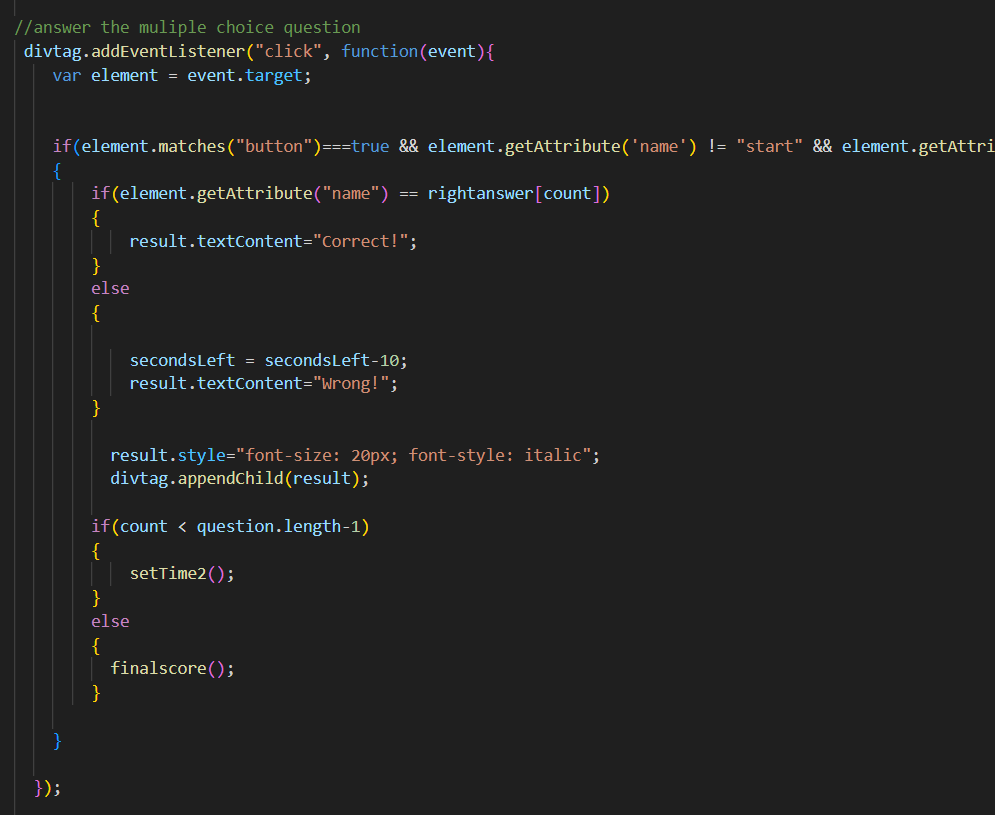 //answer the muliple choice question
divtag.addEventListener("click", function(event){
var element = event.target;
if(element.matches("button")===true && element.getAttribute('name') != "start" && element.getAttri
{
if(element.getAttribute("name") == rightanswer[count])
{
result.textContent="Correct!";
}
else
{
secondsLeft = secondsLeft-10;
result.textContent="Wrong!";
}
result.style="font-size: 20px; font-style: italic";
divtag.appendChild(result);
if(count < question.length-1)
{
setTime2();
}
else
{
finalscore();
}
}
});